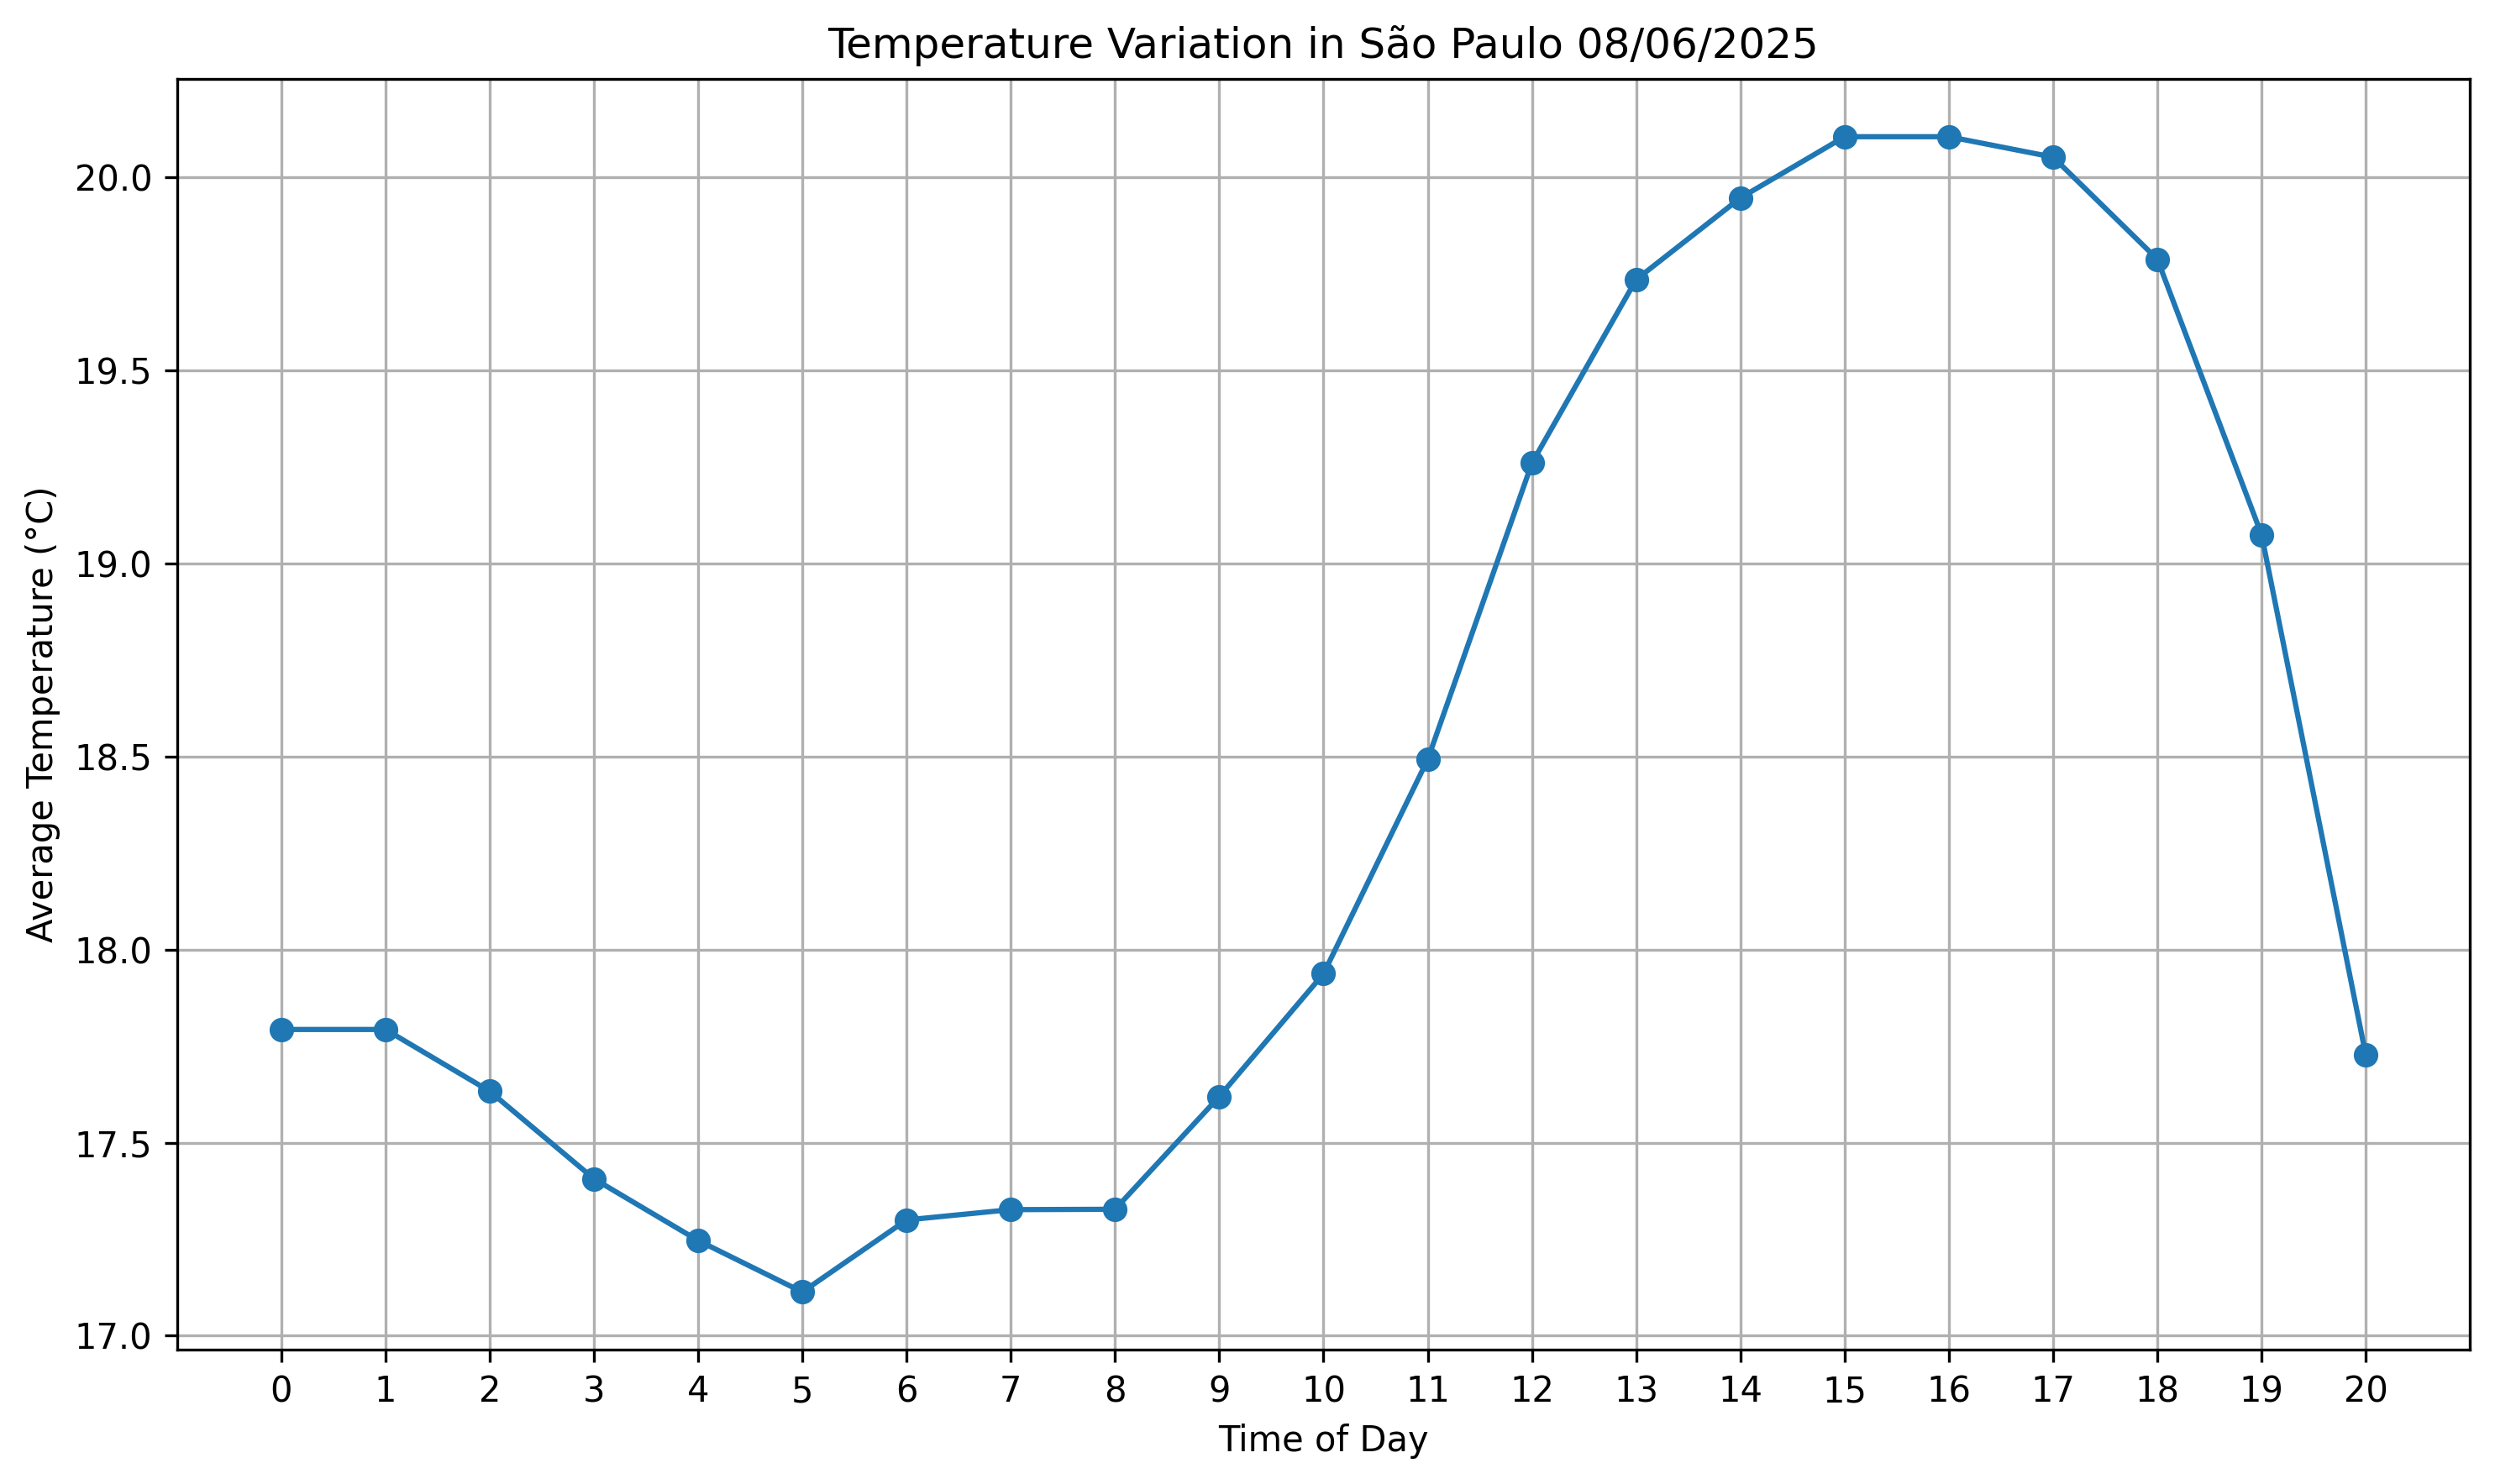 Temperature Variation in São Paulo 08/06/2025
Average Temperature (°C)
20.0
19.5
19.0
18.5
18.0
17.5
17.0
0 1 2 3 4 5 6 7 8 9 10 11 12 13 14 15 16 17 18 19 20
Time of Day